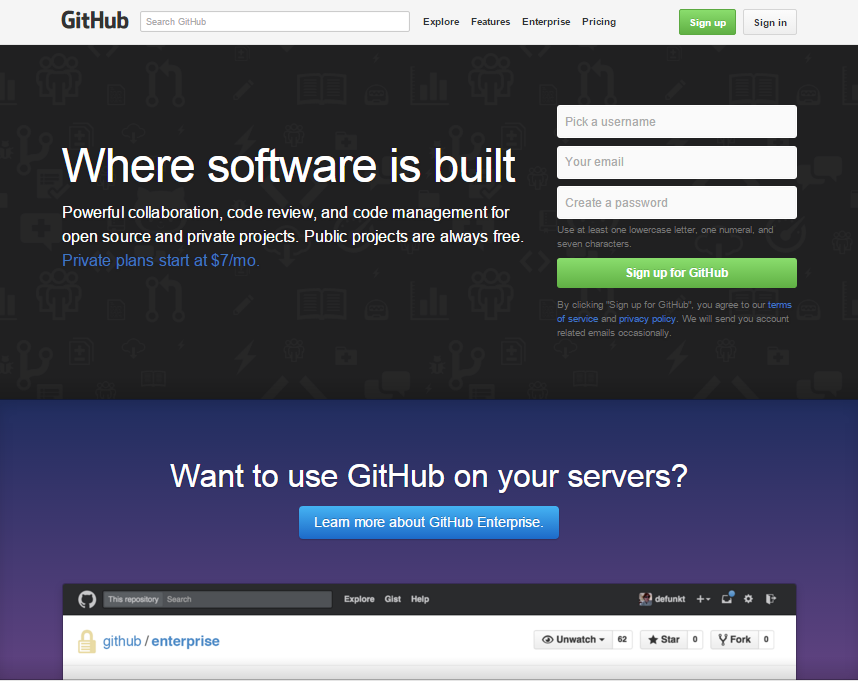 GitHub
Search GitHub
Explore Features Enterprise Pricing
Sign up
Sign in
Where software is built
Powerful collaboration, code review, and code management for
open source and private projects. Public projects are always free.
Private plans start at $7/mo.
Pick a username
Your email
Create a password
Use at least one lowercase letter, one numeral, and
seven characters.
Sign up for GitHub
By clicking "Sign up for GitHub", you agree to our terms
of service and privacy policy. We will send you account
related emails occasionally.
Want to use GitHub on your servers?
Learn more about GitHub Enterprise.
This repository Search
Explore Gist Help
defunkt
github / enterprise
Unwatch 62
Star 0
Fork 0